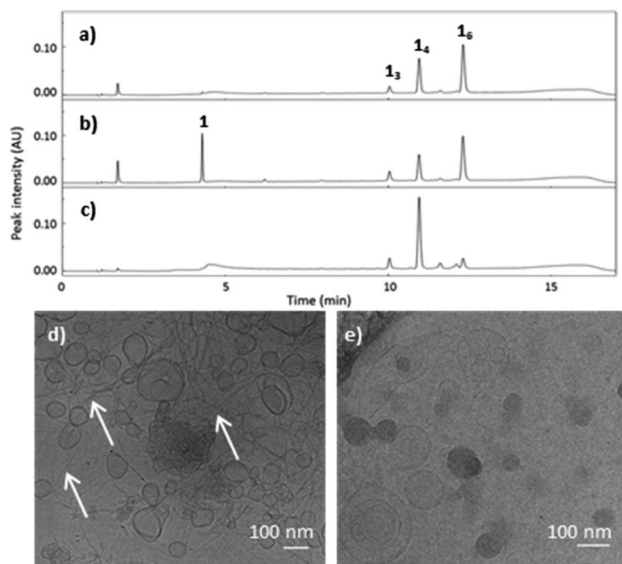 a)
0.10
0.00
1₃
1₄
1₆
b)
0.10
0.00
1
c)
0.10
0.00
Peak intensity (AU)
0
5
10
15
Time (min)
d)
100 nm
e)
100 nm